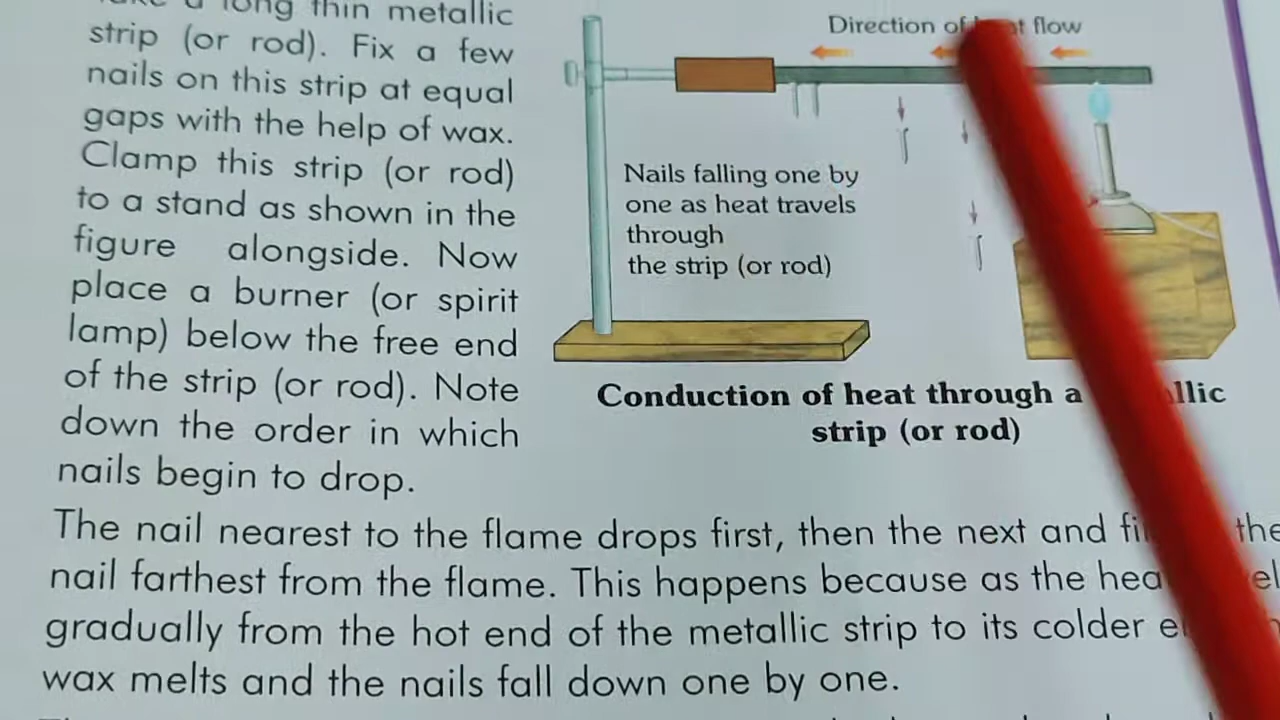 a long thin metallic
strip (or rod). Fix a few
nails on this strip at equal
gaps with the help of wax.
Clamp this strip (or rod)
to a stand as shown in the
figure alongside. Now
place a burner (or spirit
lamp) below the free end
of the strip (or rod). Note
down the order in which
nails begin to drop.
Direction of heat flow
Nails falling one by
one as heat travels
through
the strip (or rod)
Conduction of heat through a
strip (or rod)
The nail nearest to the flame drops first, then the next and the
nail farthest from the flame. This happens because as the
gradually from the hot end of the metallic strip to its colder
wax melts and the nails fall down one by one.